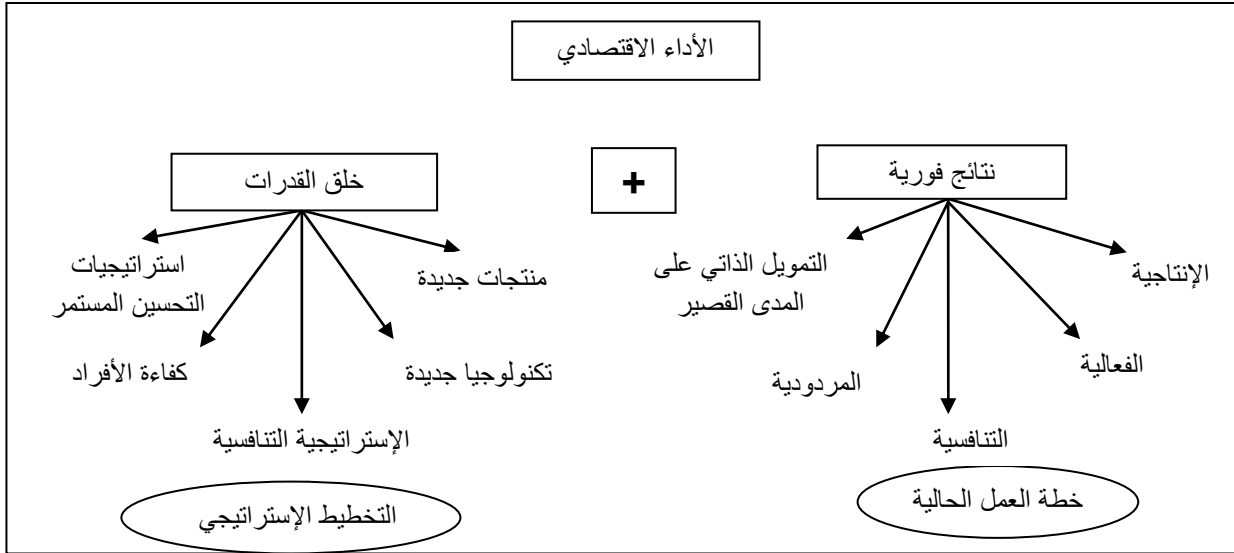 الأداء الاقتصادي
نتائج فورية
+
خلق القدرات
الإنتاجية
الفعالية
التنافسية
المردودية
التمويل الذاتي على
المدى القصير
خطة العمل الحالية
منتجات جديدة
تكنولوجيا جديدة
الإستراتيجية التنافسية
كفاءة الأفراد
استراتيجيات
التحسين المستمر
التخطيط الإستراتيجي